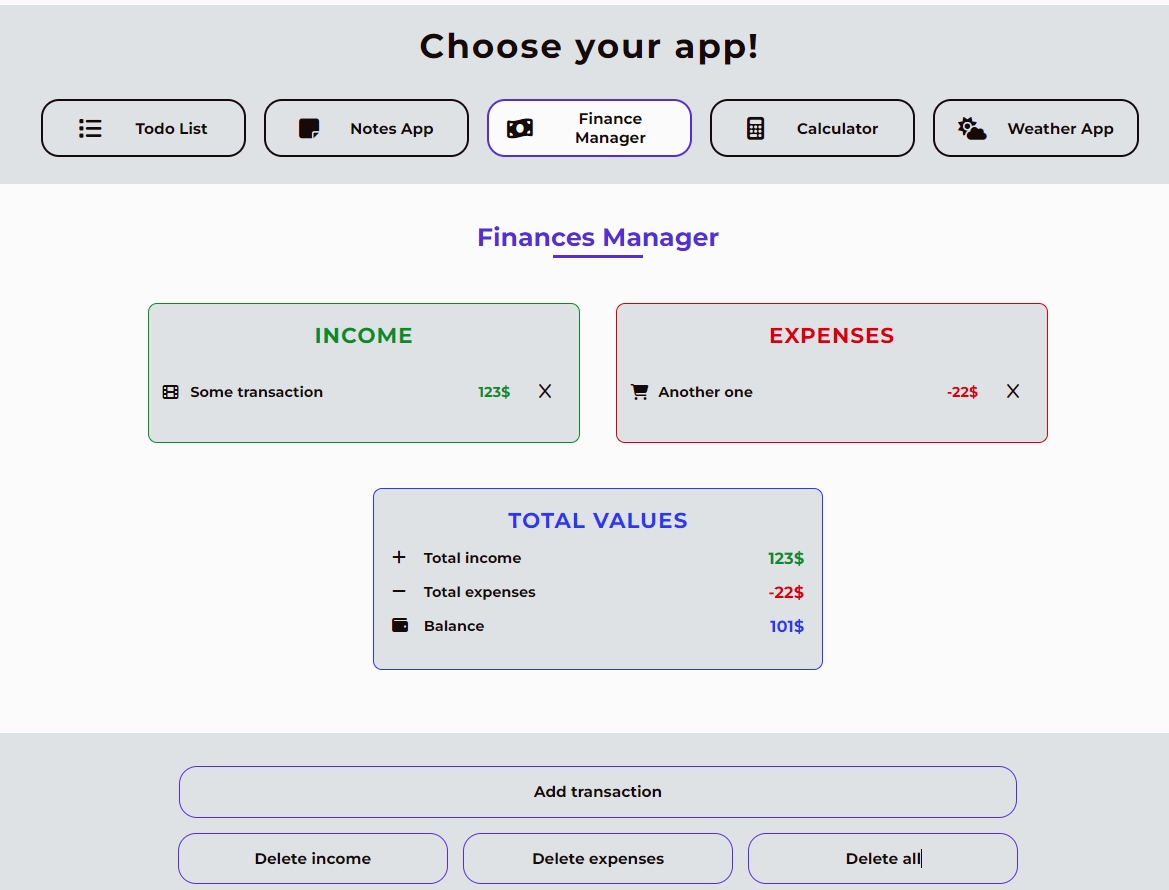 Choose your app!
Todo List
Notes App
Finance
Manager
Calculator
Weather App
Finances Manager
INCOME
Some transaction 123$ X
EXPENSES
Another one -22$ X
TOTAL VALUES
+ Total income 123$
− Total expenses -22$
Balance 101$
Add transaction
Delete income
Delete expenses
Delete all